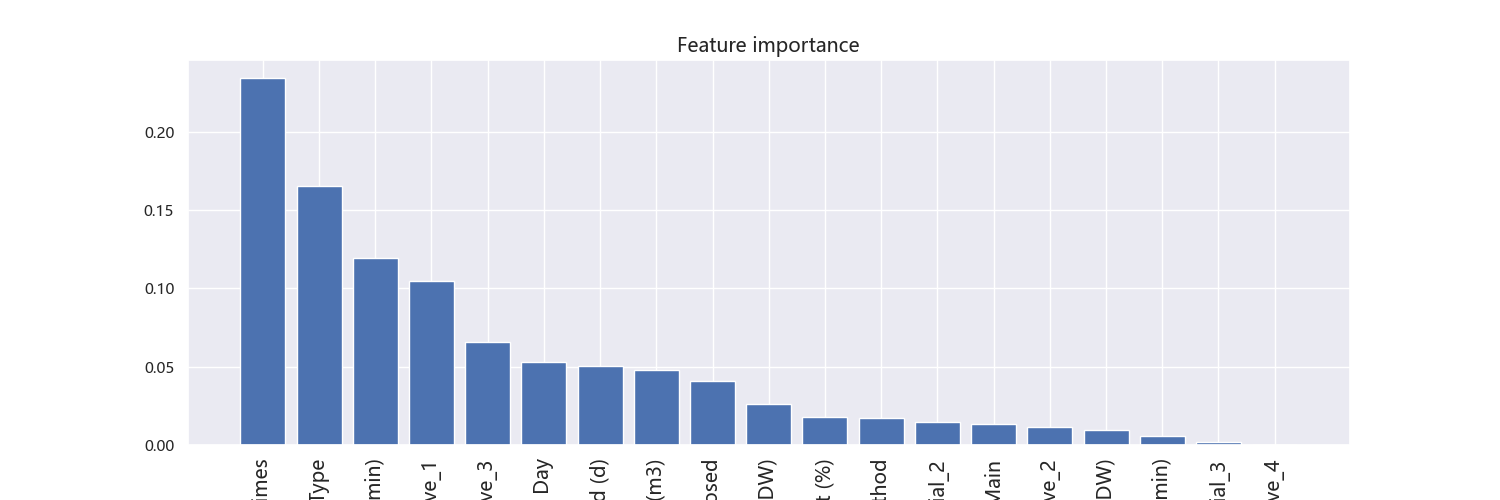 Feature importance
0.20
0.15
0.10
0.05
0.00
Type
min)
ve_1
ve_3
Day
d (d)
(m3)
osed
DW)
t (%)
thod
ial_2
Main
ve_2
DW)
min)
ial_3
ve_4